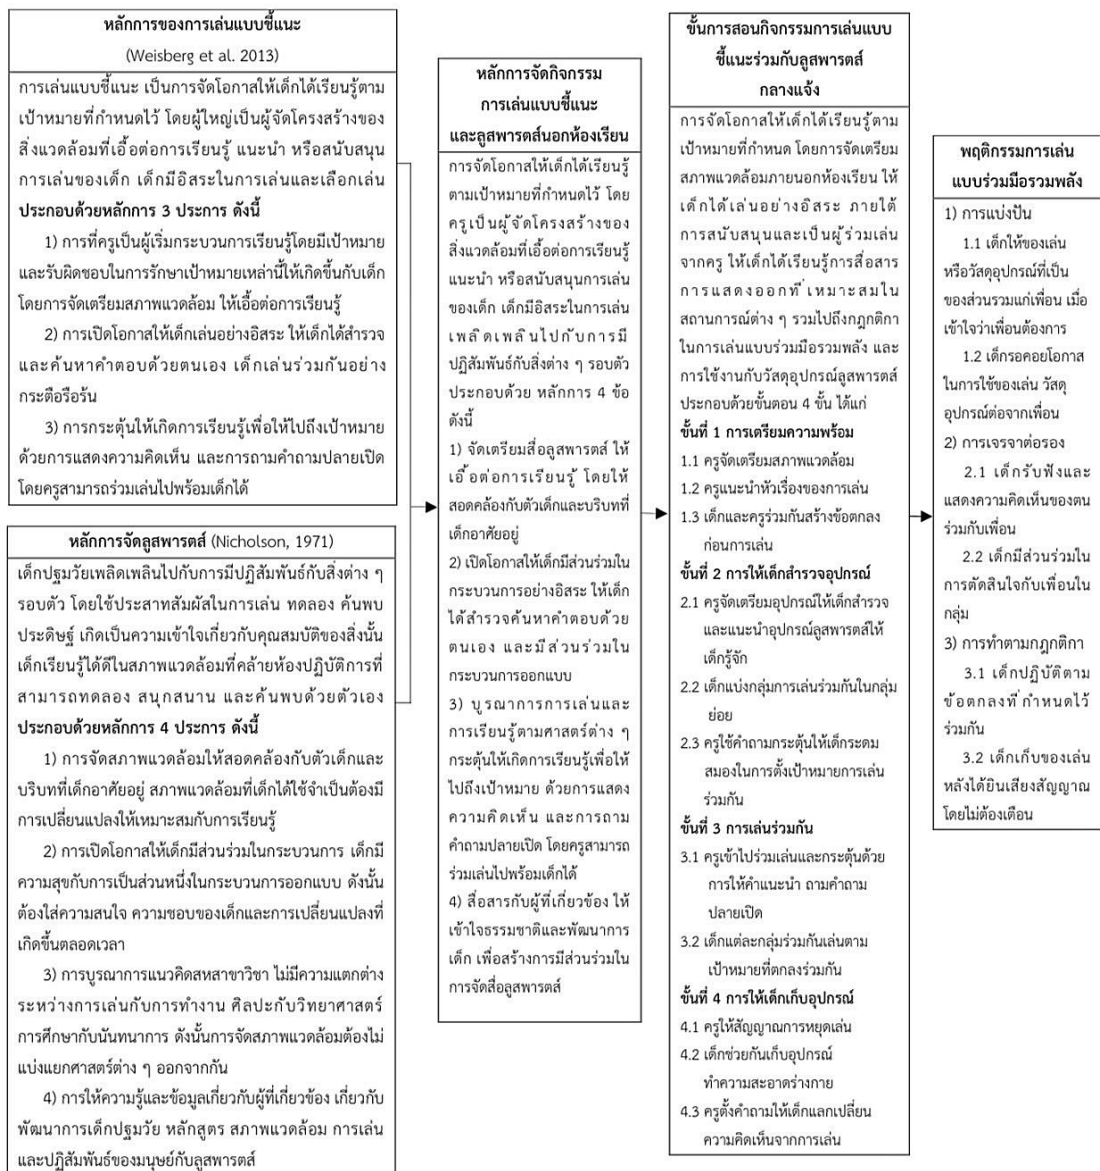 หลักการของการเล่นแบบชี้แนะ
(Weisberg et al. 2013)
การเล่นแบบชี้แนะ เป็นการจัดโอกาสให้เด็กได้เรียนรู้ตาม
เป้าหมายที่กำหนดไว้ โดยผู้ใหญ่เป็นผู้จัดโครงสร้างของ
สิ่งแวดล้อมที่เอื้อต่อการเรียนรู้ แนะนำ หรือสนับสนุน
การเล่นของเด็ก เด็กมีอิสระในการเล่นและเลือกเล่น
ประกอบด้วยหลักการ 3 ประการ ดังนี้
1) การที่ครูเป็นผู้เริ่มกระบวนการเรียนรู้โดยมีเป้าหมาย
และรับผิดชอบในการรักษาเป้าหมายเหล่านี้ให้เกิดขึ้นกับเด็ก
โดยการจัดเตรียมสภาพแวดล้อม ให้เอื้อต่อการเรียนรู้
2) การเปิดโอกาสให้เด็กเล่นอย่างอิสระ ให้เด็กได้สำรวจ
และค้นหาคำตอบด้วยตนเอง เด็กเล่นร่วมกันอย่าง
กระตือรือร้น
3) การกระตุ้นให้เกิดการเรียนรู้เพื่อให้ไปถึงเป้าหมาย
ด้วยการแสดงความคิดเห็น และการถามคำถามปลายเปิด
โดยครูสามารถร่วมเล่นไปพร้อมเด็กได้
หลักการจัดลูสพารตส์ (Nicholson, 1971)
เด็กปฐมวัยเพลิดเพลินไปกับการมีปฏิสัมพันธ์กับสิ่งต่าง ๆ
รอบตัว โดยใช้ประสาทสัมผัสในการเล่น ทดลอง ค้นพบ
ประดิษฐ์ เกิดเป็นความเข้าใจเกี่ยวกับคุณสมบัติของสิ่งนั้น
เด็กเรียนรู้ได้ดีในสภาพแวดล้อมที่คล้ายห้องปฏิบัติการที่
สามารถทดลอง สนุกสนาน และค้นพบด้วยตัวเอง
ประกอบด้วยหลักการ 4 ประการ ดังนี้
1) การจัดสภาพแวดล้อมให้สอดคล้องกับตัวเด็กและ
บริบทที่เด็กอาศัยอยู่ สภาพแวดล้อมที่เด็กได้ใช้จำเป็นต้องมี
การเปลี่ยนแปลงให้เหมาะสมกับการเรียนรู้
2) การเปิดโอกาสให้เด็กมีส่วนร่วมในกระบวนการ เด็กมี
ความสุขกับการเป็นส่วนหนึ่งในกระบวนการออกแบบ ดังนั้น
ต้องใส่ความสนใจ ความชอบของเด็กและการเปลี่ยนแปลงที่
เกิดขึ้นตลอดเวลา
3) การบูรณาการแนวคิดสหสาขาวิชา ไม่มีความแตกต่าง
ระหว่างการเล่นกับการทำงาน ศิลปะกับวิทยาศาสตร์
การศึกษากับนันทนาการ ดังนั้นการจัดสภาพแวดล้อมต้องไม่
แบ่งแยกศาสตร์ต่าง ๆ ออกจากกัน
4) การให้ความรู้และข้อมูลเกี่ยวกับผู้ที่เกี่ยวข้อง เกี่ยวกับ
พัฒนาการเด็กปฐมวัย หลักสูตร สภาพแวดล้อม การเล่น
และปฏิสัมพันธ์ของมนุษย์กับลูสพารตส์
หลักการจัดกิจกรรม
การเล่นแบบชี้แนะ
และลูสพารตส์นอกห้องเรียน
การจัดโอกาสให้เด็กได้เรียนรู้
ตามเป้าหมายที่กำหนดไว้ โดย
ครูเป็นผู้จัดโครงสร้างของ
สิ่งแวดล้อมที่เอื้อต่อการเรียนรู้
แนะนำ หรือสนับสนุนการเล่น
ของเด็ก เด็กมีอิสระในการเล่น
เพลิดเพลินไปกับการมี
ปฏิสัมพันธ์กับสิ่งต่าง ๆ รอบตัว
ประกอบด้วย หลักการ 4 ข้อ
ดังนี้
1) จัดเตรียมสื่อลูสพารตส์ ให้
เอื้อต่อการเรียนรู้ โดยให้
สอดคล้องกับตัวเด็กและบริบทที่
เด็กอาศัยอยู่
2) เปิดโอกาสให้เด็กมีส่วนร่วมใน
กระบวนการอย่างอิสระ ให้เด็ก
ได้สำรวจค้นหาคำตอบด้วย
ตนเอง และมีส่วนร่วมใน
กระบวนการออกแบบ
3) บูรณาการการเล่นและ
การเรียนรู้ตามศาสตร์ต่าง ๆ
กระตุ้นให้เกิดการเรียนรู้เพื่อให้
ไปถึงเป้าหมาย ด้วยการแสดง
ความคิดเห็น และการถาม
คำถามปลายเปิด โดยครูสามารถ
ร่วมเล่นไปพร้อมเด็กได้
4) สื่อสารกับผู้ที่เกี่ยวข้อง ให้
เข้าใจธรรมชาติและพัฒนาการ
เด็ก เพื่อสร้างการมีส่วนร่วมใน
การจัดสื่อลูสพารตส์
ขั้นการสอนกิจกรรมการเล่นแบบ
ชี้แนะร่วมกับลูสพารตส์
กลางแจ้ง
การจัดโอกาสให้เด็กได้เรียนรู้ตาม
เป้าหมายที่กำหนด โดยการจัดเตรียม
สภาพแวดล้อมภายนอกห้องเรียน ให้
เด็กได้เล่นอย่างอิสระ ภายใต้
การสนับสนุนและเป็นผู้ร่วมเล่น
จากครู ให้เด็กได้เรียนรู้การสื่อสาร
การแสดงออกที่เหมาะสมใน
สถานการณ์ต่าง ๆ รวมไปถึงกฎกติกา
ในการเล่นแบบร่วมมือรวมพลัง และ
การใช้งานกับวัสดุอุปกรณ์ลูสพารตส์
ประกอบด้วยขั้นตอน 4 ขั้น ได้แก่
ขั้นที่ 1 การเตรียมความพร้อม
1.1 ครูจัดเตรียมสภาพแวดล้อม
1.2 ครูแนะนำหัวเรื่องของการเล่น
1.3 เด็กและครูร่วมกันสร้างข้อตกลง
ก่อนการเล่น
ขั้นที่ 2 การให้เด็กสำรวจอุปกรณ์
2.1 ครูจัดเตรียมอุปกรณ์ให้เด็กสำรวจ
และแนะนำอุปกรณ์ลูสพารตส์ให้
เด็กรู้จัก
2.2 เด็กแบ่งกลุ่มการเล่นร่วมกันในกลุ่ม
ย่อย
2.3 ครูใช้คำถามกระตุ้นให้เด็กระดม
สมองในการตั้งเป้าหมายการเล่น
ร่วมกัน
ขั้นที่ 3 การเล่นร่วมกัน
3.1 ครูเข้าไปร่วมเล่นและกระตุ้นด้วย
การให้คำแนะนำ ถามคำถาม
ปลายเปิด
3.2 เด็กแต่ละกลุ่มร่วมกันเล่นตาม
เป้าหมายที่ตกลงร่วมกัน
ขั้นที่ 4 การให้เด็กเก็บอุปกรณ์
4.1 ครูให้สัญญาณการหยุดเล่น
4.2 เด็กช่วยกันเก็บอุปกรณ์
ทำความสะอาดร่างกาย
4.3 ครูตั้งคำถามให้เด็กแลกเปลี่ยน
ความคิดเห็นจากการเล่น
พฤติกรรมการเล่น
แบบร่วมมือรวมพลัง
1) การแบ่งปัน
1.1 เด็กให้ของเล่น
หรือวัสดุอุปกรณ์ที่เป็น
ของส่วนรวมแก่เพื่อน เมื่อ
เข้าใจว่าเพื่อนต้องการ
1.2 เด็กรอคอยโอกาส
ในการใช้ของเล่น วัสดุ
อุปกรณ์ต่อจากเพื่อน
2) การเจรจาต่อรอง
2.1 เด็กรับฟังและ
แสดงความคิดเห็นของตน
ร่วมกับเพื่อน
2.2 เด็กมีส่วนร่วมใน
การตัดสินใจกับเพื่อนใน
กลุ่ม
3) การทำตามกฎกติกา
3.1 เด็กปฏิบัติตาม
ข้อตกลงที่กำหนดไว้
ร่วมกัน
3.2 เด็กเก็บของเล่น
หลังได้ยินเสียงสัญญาณ
โดยไม่ต้องเตือน